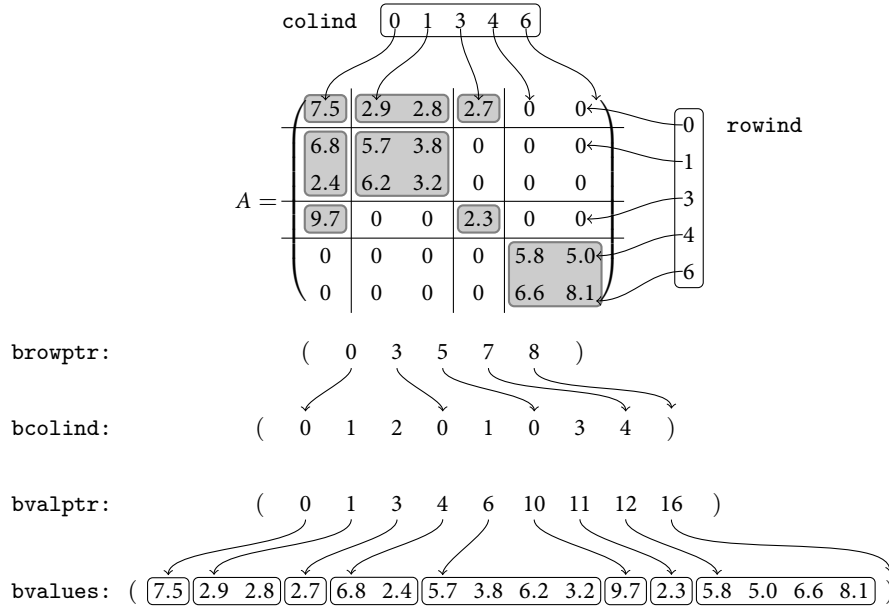 colind 0 1 3 4 6
7.5 2.9 2.8 2.7 0 0 0 rowind
6.8 5.7 3.8 0 0 0 1
2.4 6.2 3.2 0 0 0
A = 3
9.7 0 0 2.3 0 0
0 0 0 0 5.8 5.0 4
0 0 0 0 6.6 8.1 6
browptr: ( 0 3 5 7 8 )
bcolind: ( 0 1 2 0 1 0 3 4 )
bvalptr: ( 0 1 3 4 6 10 11 12 16 )
bvalues: ( 7.5 2.9 2.8 2.7 6.8 2.4 5.7 3.8 6.2 3.2 9.7 2.3 5.8 5.0 6.6 8.1 )